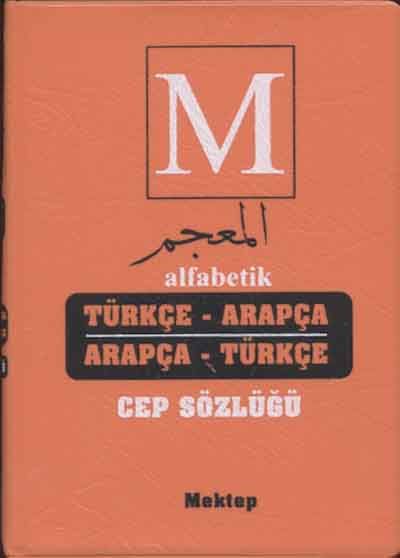 M
المعجم
alfabetik
TÜRKÇE - ARAPÇA
ARAPÇA - TÜRKÇE
CEP SÖZLÜĞÜ
Mektep